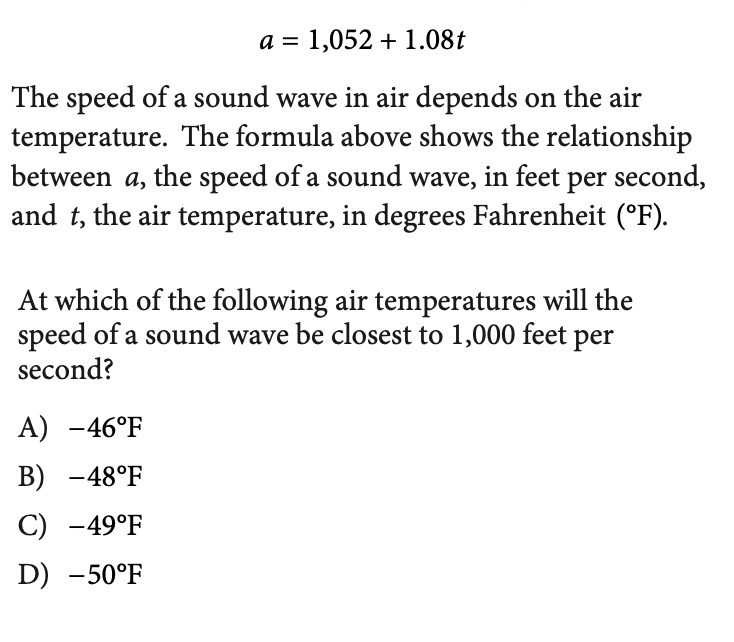 a = 1,052 + 1.08t
The speed of a sound wave in air depends on the air
temperature. The formula above shows the relationship
between a, the speed of a sound wave, in feet per second,
and t, the air temperature, in degrees Fahrenheit (°F).
At which of the following air temperatures will the
speed of a sound wave be closest to 1,000 feet per
second?
A) −46°F
B) −48°F
C) −49°F
D) −50°F